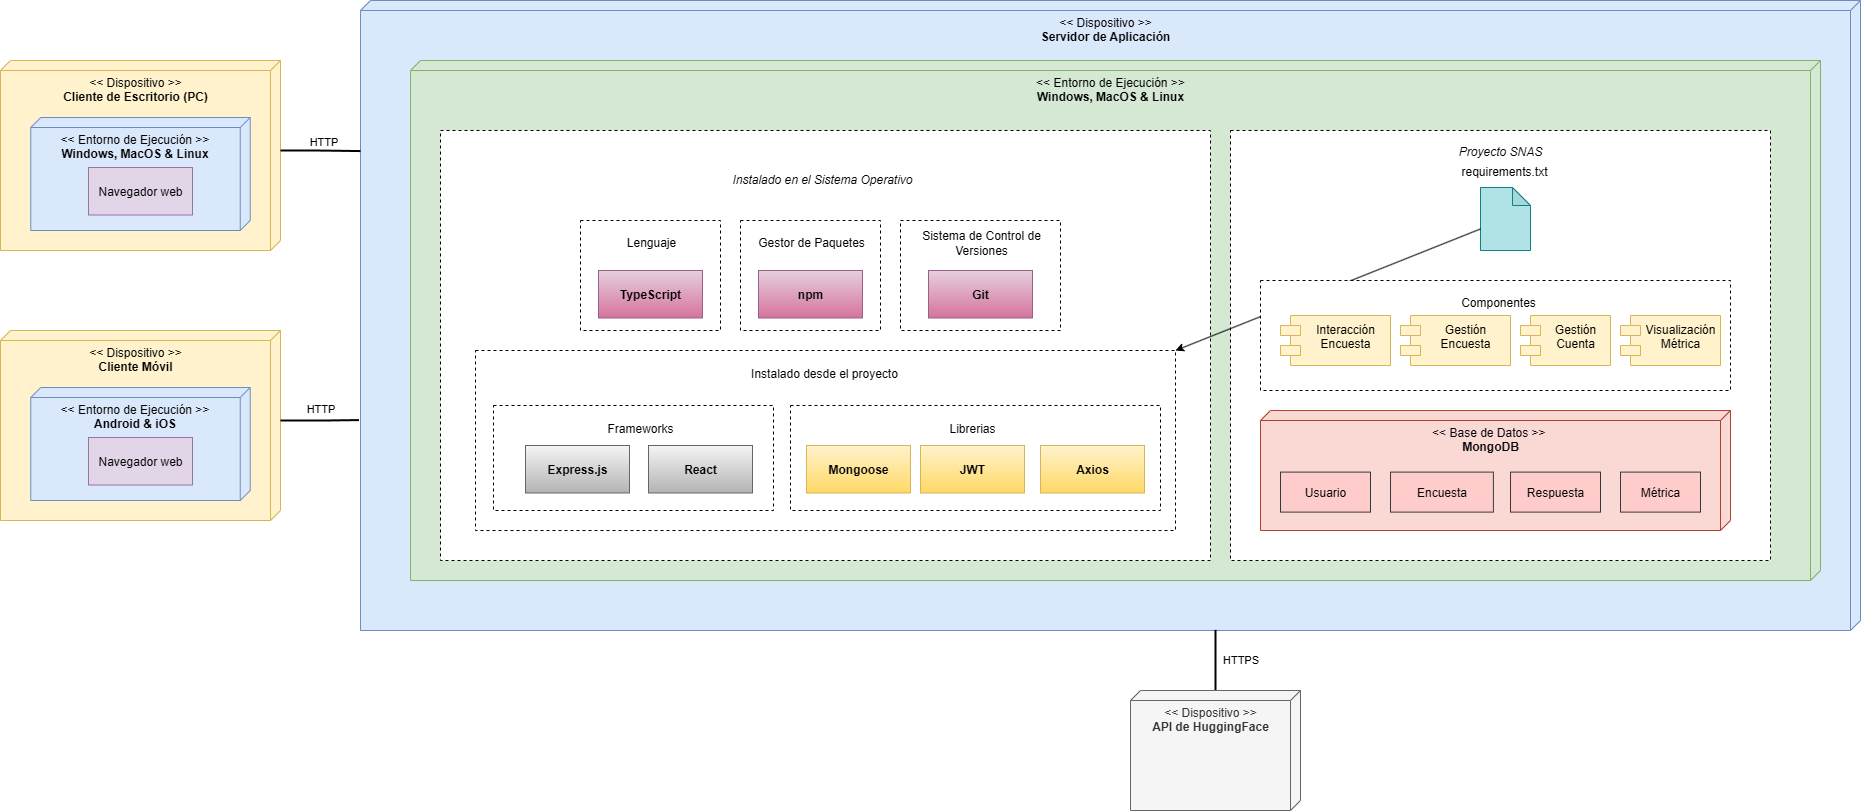 << Dispositivo >>
Servidor de Aplicación
<< Dispositivo >>
Cliente de Escritorio (PC)
<< Entorno de Ejecución >>
Windows, MacOS & Linux
Navegador web
HTTP
<< Dispositivo >>
Cliente Móvil
<< Entorno de Ejecución >>
Android & iOS
Navegador web
HTTP
<< Entorno de Ejecución >>
Windows, MacOS & Linux
Instalado en el Sistema Operativo
Lenguaje
TypeScript
Gestor de Paquetes
npm
Sistema de Control de
Versiones
Git
Instalado desde el proyecto
Frameworks
Express.js
React
Librerias
Mongoose
JWT
Axios
Proyecto SNAS
requirements.txt
Componentes
Interacción
Encuesta
Gestión
Encuesta
Gestión
Cuenta
Visualización
Métrica
<< Base de Datos >>
MongoDB
Usuario
Encuesta
Respuesta
Métrica
HTTPS
<< Dispositivo >>
API de HuggingFace